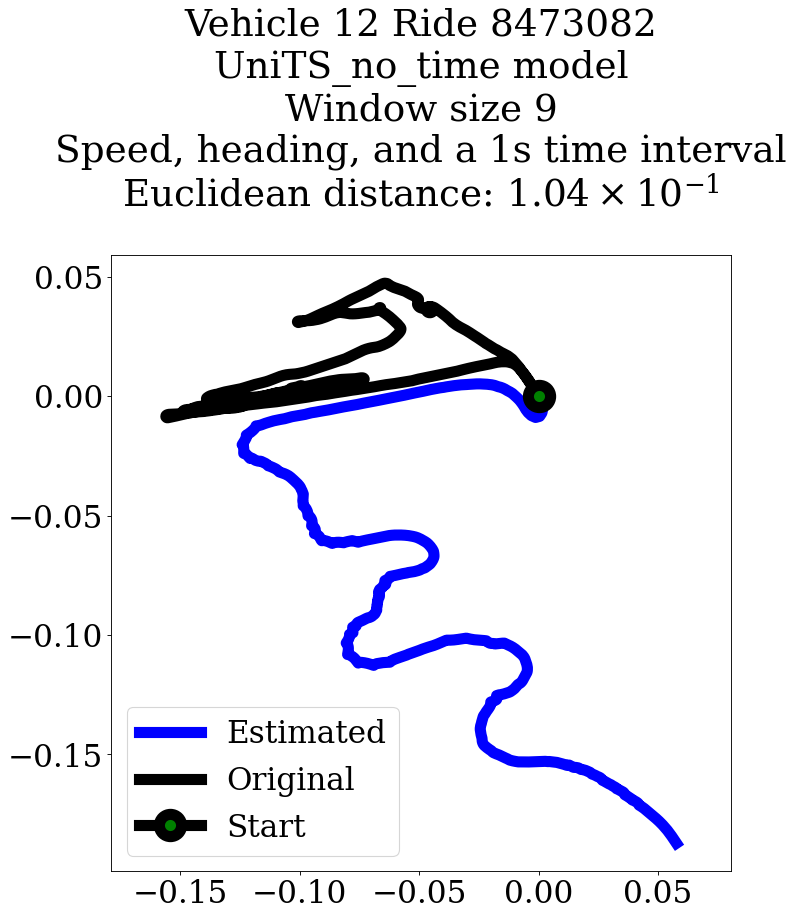 Vehicle 12 Ride 8473082
UniTS_no_time model
Window size 9
Speed, heading, and a 1s time interval
Euclidean distance: 1.04 × 10⁻¹
0.05
0.00
−0.05
−0.10
−0.15
Estimated
Original
Start
−0.15 −0.10 −0.05 0.00 0.05